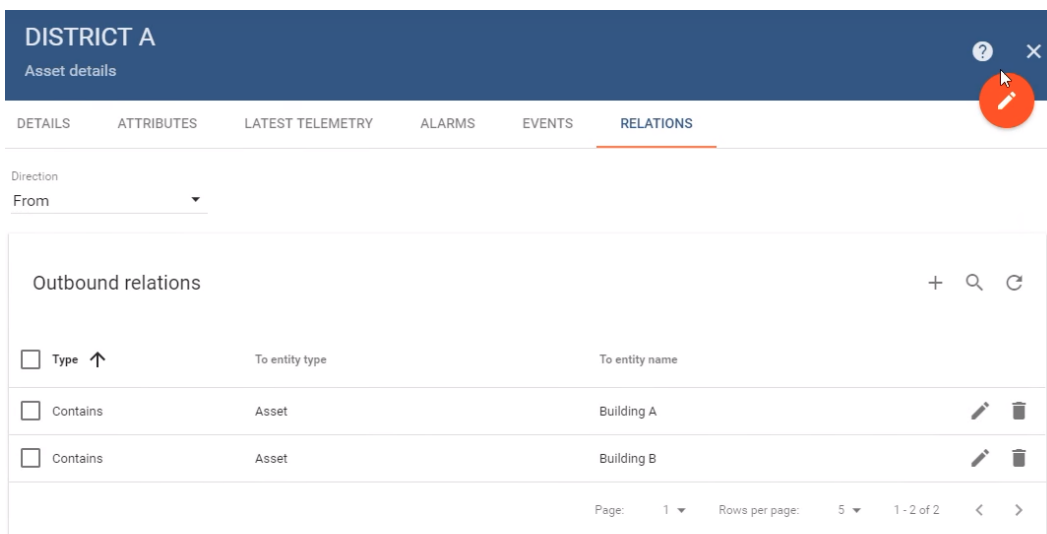 DISTRICT A
Asset details
DETAILS ATTRIBUTES LATEST TELEMETRY ALARMS EVENTS RELATIONS
Direction
From
Outbound relations
Type To entity type To entity name
Contains Asset Building A
Contains Asset Building B
Page: 1 Rows per page: 5 1 - 2 of 2